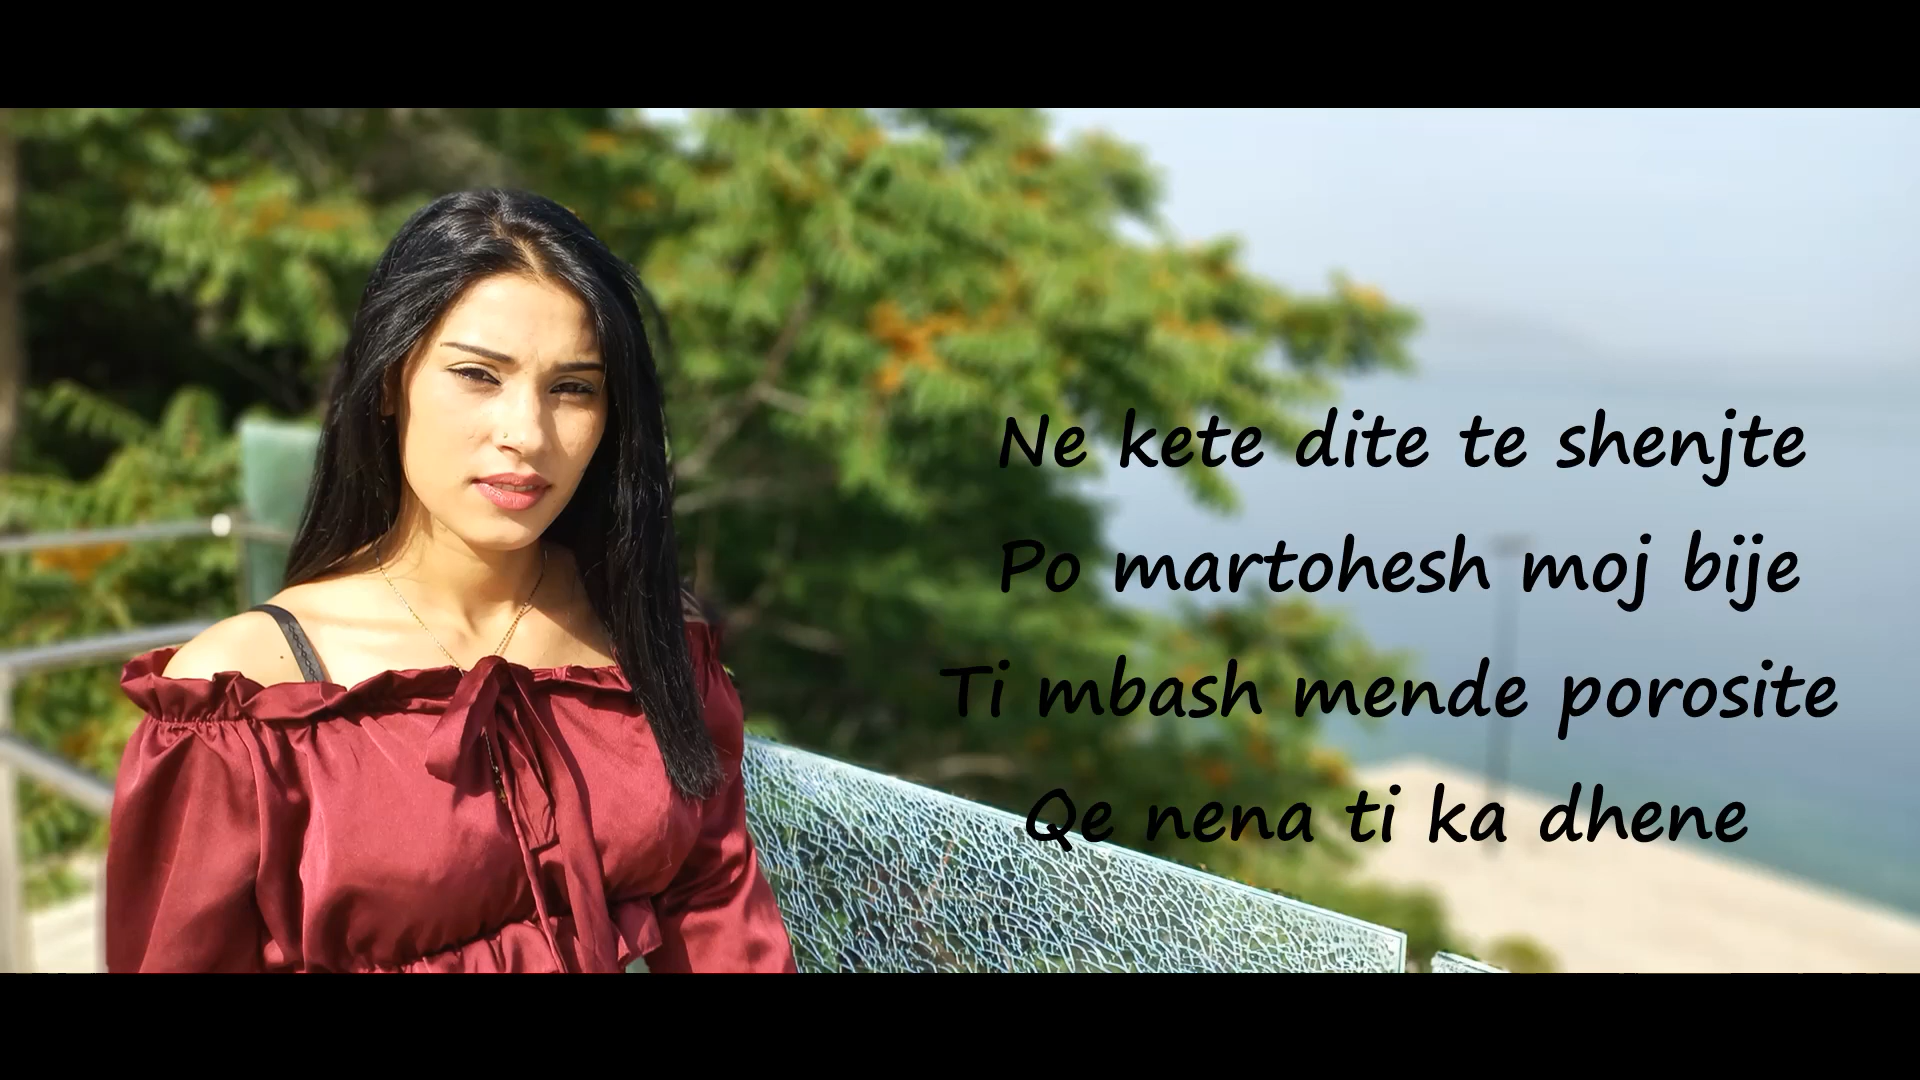 Ne kete dite te shenjte
Po martohesh moj bije
Ti mbash mende porosite
Qe nena ti ka dhene